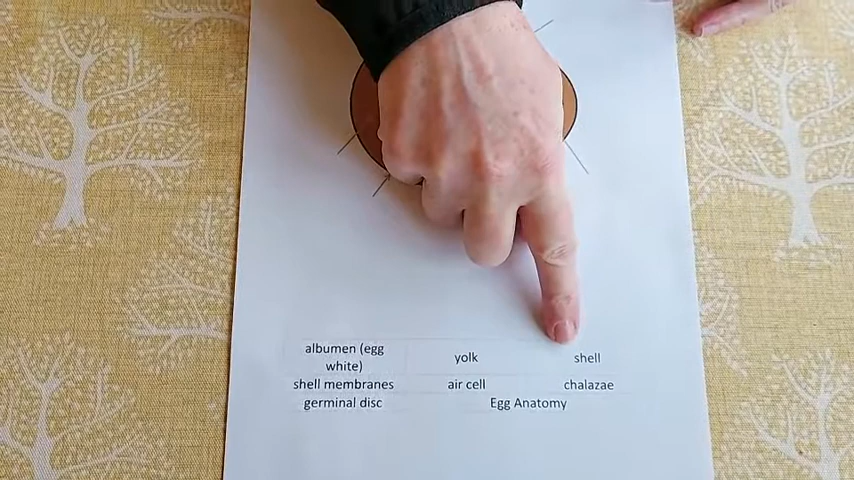 albumen (egg yolk shell
white)
shell membranes air cell chalazae
germinal disc Egg Anatomy